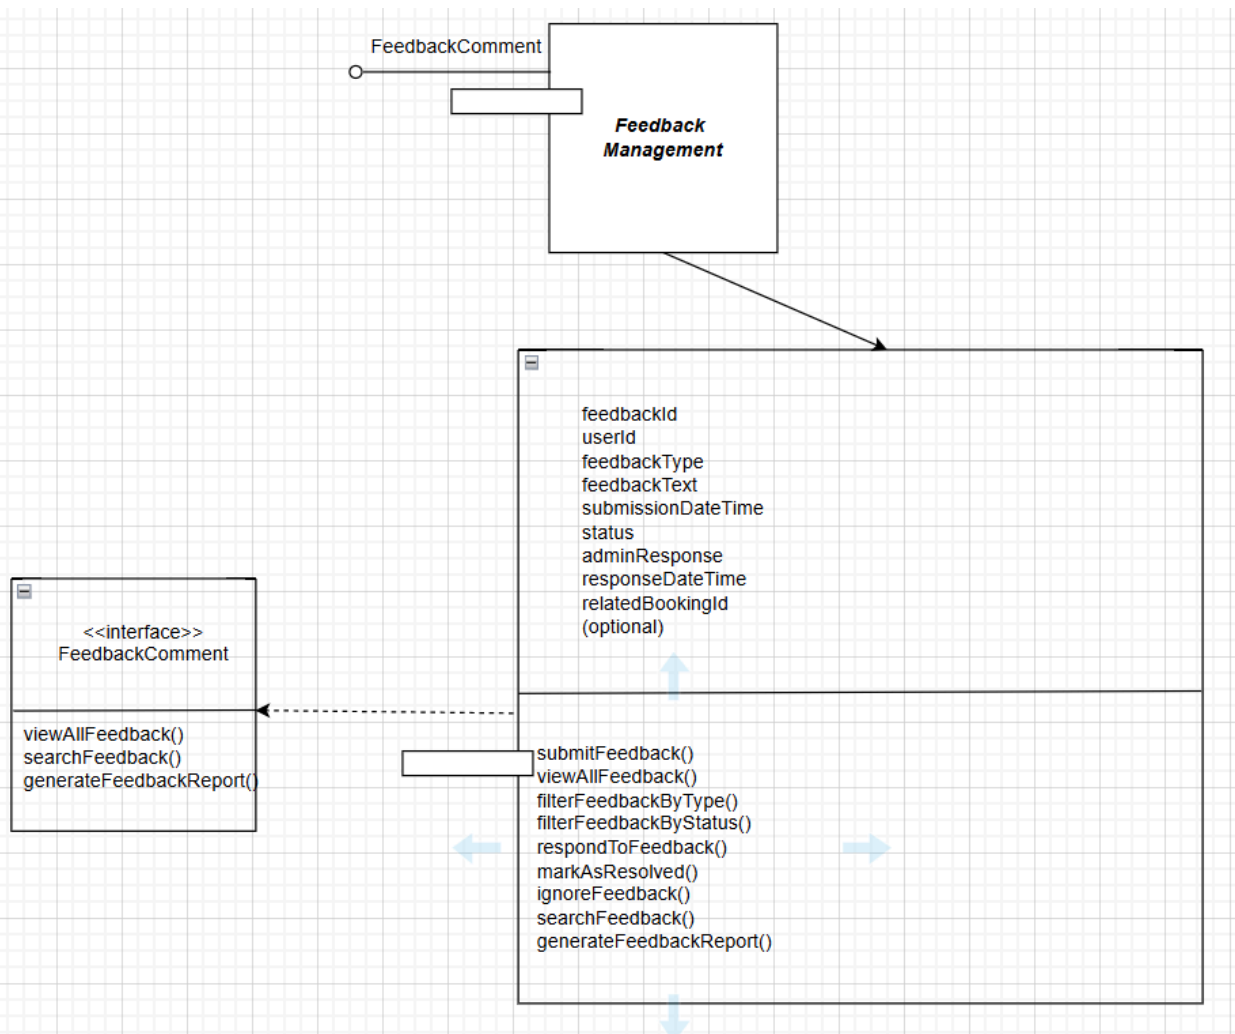 FeedbackComment
Feedback
Management
feedbackId
userId
feedbackType
feedbackText
submissionDateTime
status
adminResponse
responseDateTime
relatedBookingId
(optional)
<<interface>>
FeedbackComment
viewAllFeedback()
searchFeedback()
generateFeedbackReport()
submitFeedback()
viewAllFeedback()
filterFeedbackByType()
filterFeedbackByStatus()
respondToFeedback()
markAsResolved()
ignoreFeedback()
searchFeedback()
generateFeedbackReport()